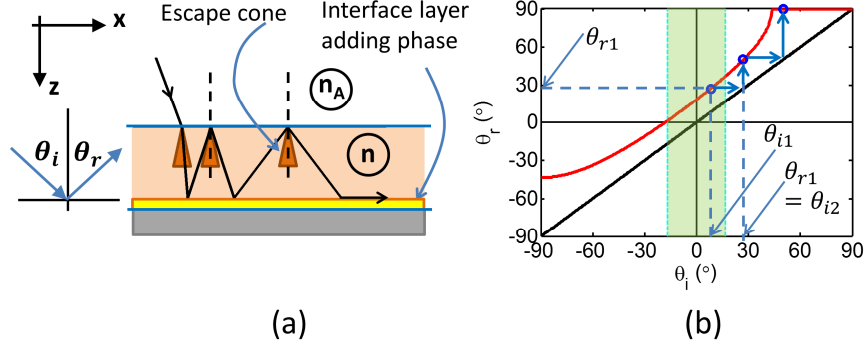 Escape cone
Interface layer
adding phase
x
z
n_A
n
θ_i
θ_r
(a)
90
60
30
0
-30
-60
-90
θ_r (°)
-90
-60
-30
0
30
60
90
θ_i (°)
θ_r1
θ_i1
θ_r1
= θ_i2
(b)